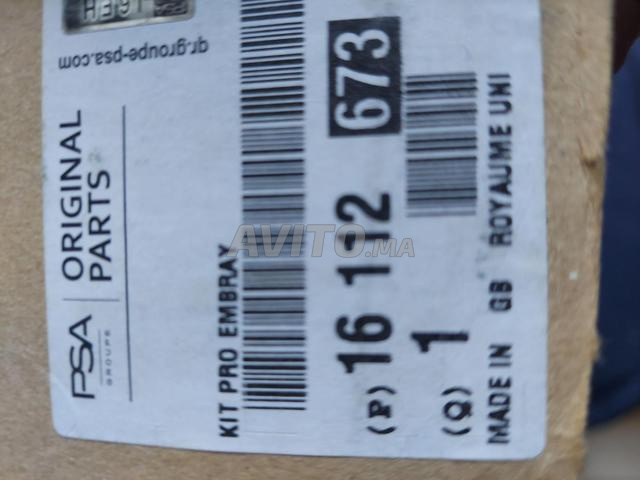 PSA
GROUPE
ORIGINAL
PARTS
qr.groupe-psa.com
KIT PRO EMBRAY
(P) 16 112 673
(Q) 1
MADE IN GB ROYAUME UNI
AVITO.MA